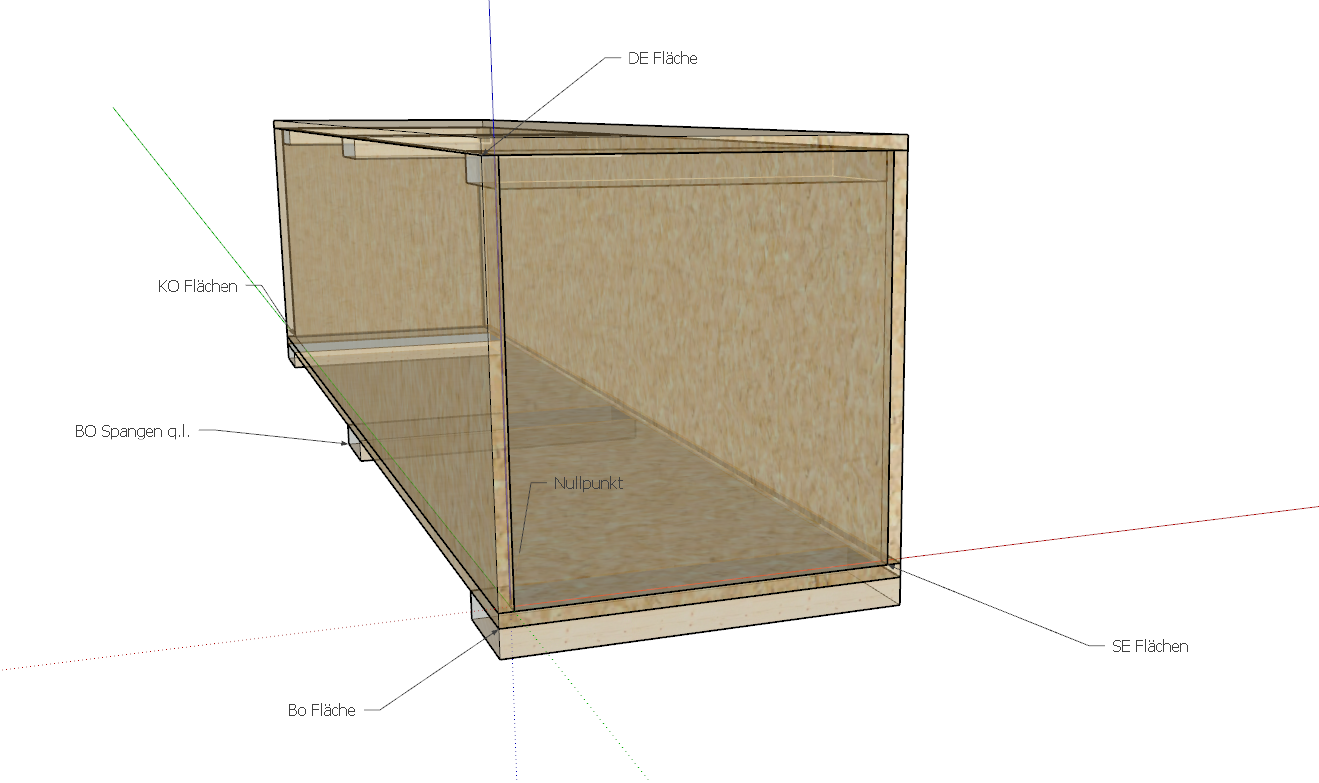 DE Fläche
KO Flächen
BO Spangen q.l.
Nullpunkt
SE Flächen
Bo Fläche